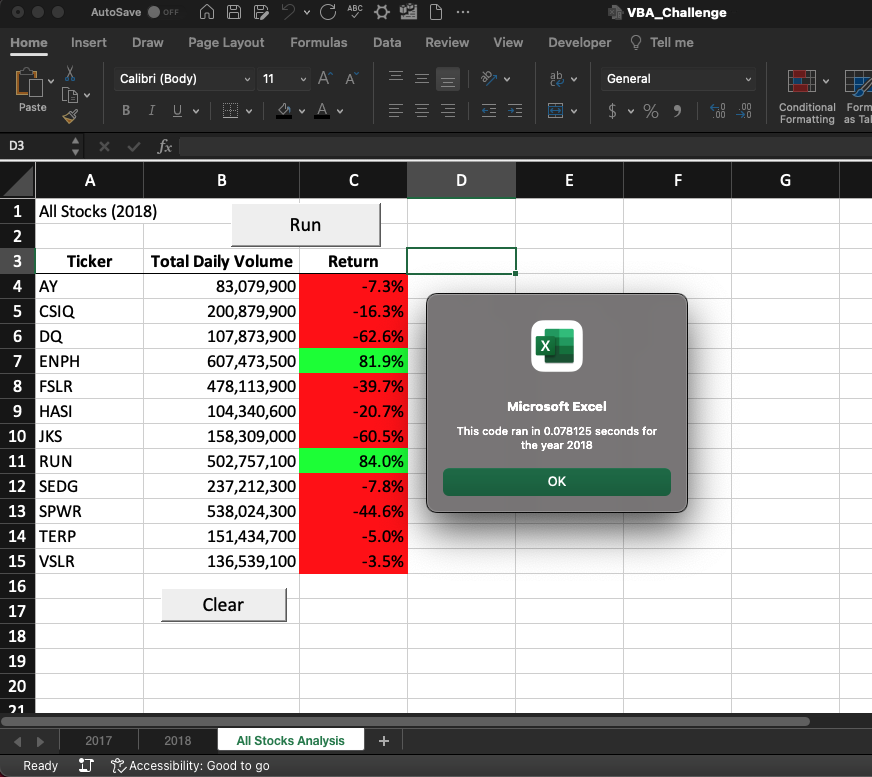 AutoSave OFF ABC ··· VBA_Challenge
Home Insert Draw Page Layout Formulas Data Review View Developer Tell me
Paste
Calibri (Body) 11 A A ab General
B I U A $ % 9
Conditional Formatting
Form
as Tal
D3 fx
A B C D E F G
1 All Stocks (2018)
Run
2
3 Ticker Total Daily Volume Return
4 AY 83,079,900 -7.3%
5 CSIQ 200,879,900 -16.3%
6 DQ 107,873,900 -62.6%
7 ENPH 607,473,500 81.9%
8 FSLR 478,113,900 -39.7%
9 HASI 104,340,600 -20.7%
10 JKS 158,309,000 -60.5%
11 RUN 502,757,100 84.0%
12 SEDG 237,212,300 -7.8%
13 SPWR 538,024,300 -44.6%
14 TERP 151,434,700 -5.0%
15 VSLR 136,539,100 -3.5%
16
17 Clear
18
19
20
21
X
Microsoft Excel
This code ran in 0.078125 seconds for
the year 2018
OK
2017 2018 All Stocks Analysis +
Ready Accessibility: Good to go